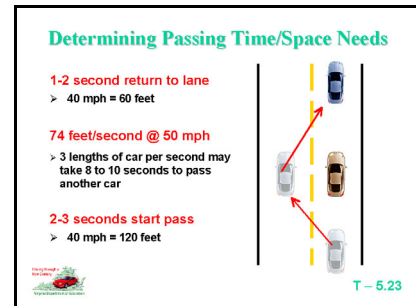 Determining Passing Time/Space Needs
1-2 second return to lane
➢ 40 mph = 60 feet
74 feet/second @ 50 mph
➢ 3 lengths of car per second may
take 8 to 10 seconds to pass
another car
2-3 seconds start pass
➢ 40 mph = 120 feet
T – 5.23